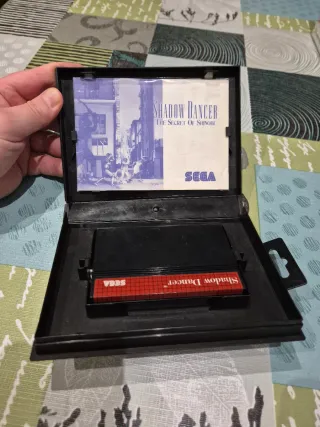 SHADOW DANCER
THE SECRET OF SHINOBI
SEGA
Shadow Dancer
SEGA